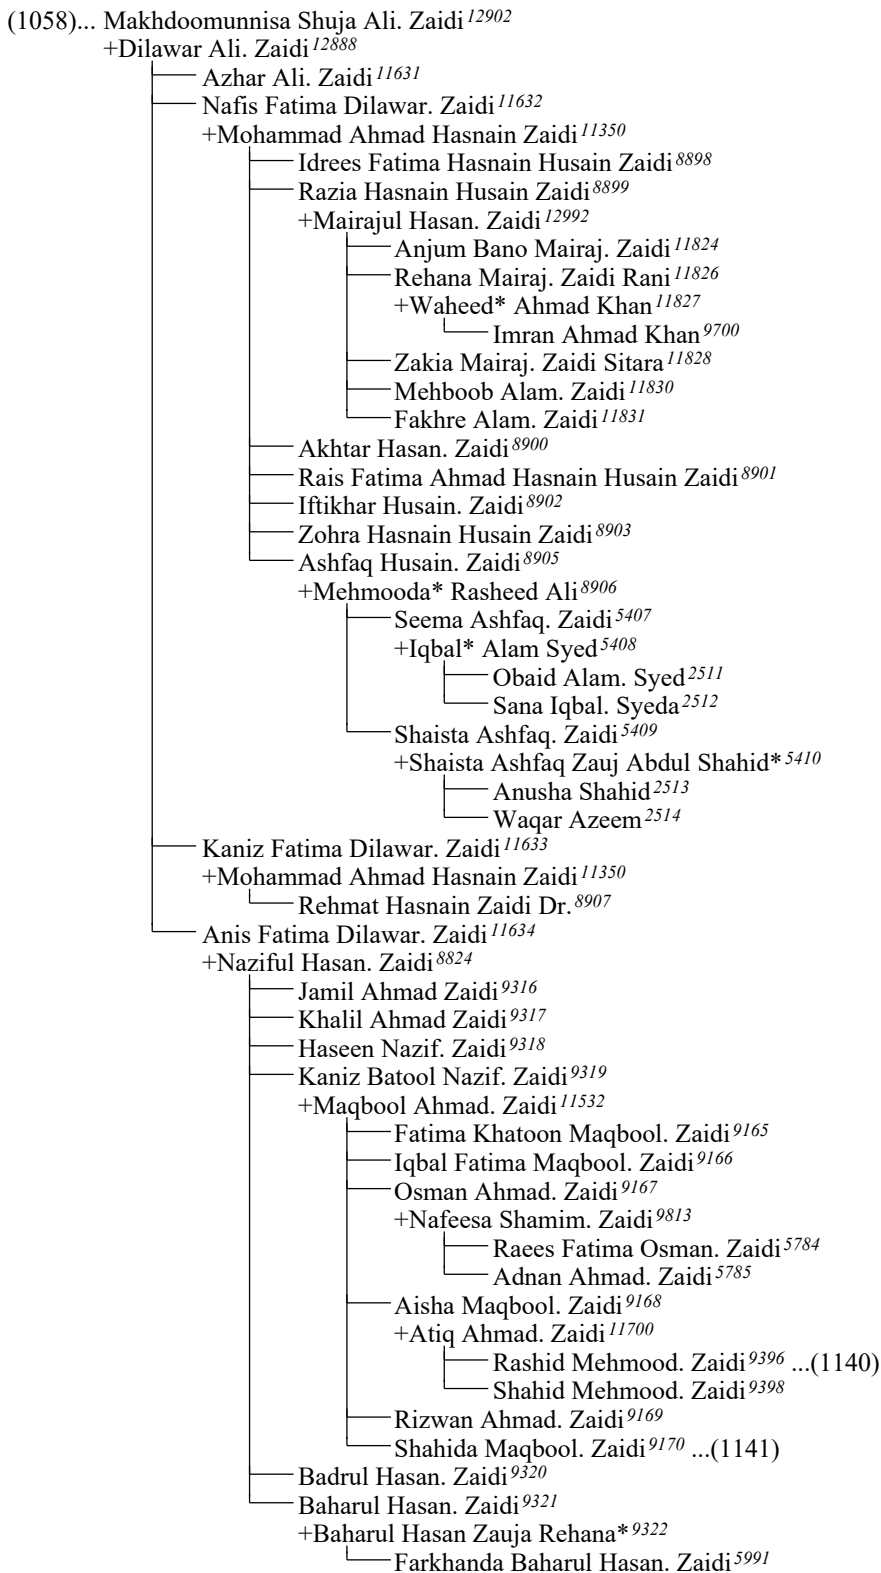 (1058)... Makhdoomunnisa Shuja Ali. Zaidi 12902
+Dilawar Ali. Zaidi 12888
Azhar Ali. Zaidi 11631
Nafis Fatima Dilawar. Zaidi 11632
+Mohammad Ahmad Hasnain Zaidi 11350
Idrees Fatima Hasnain Husain Zaidi 8898
Razia Hasnain Husain Zaidi 8899
+Mairajul Hasan. Zaidi 12992
Anjum Bano Mairaj. Zaidi 11824
Rehana Mairaj. Zaidi Rani 11826
+Waheed* Ahmad Khan 11827
Imran Ahmad Khan 9700
Zakia Mairaj. Zaidi Sitara 11828
Mehboob Alam. Zaidi 11830
Fakhre Alam. Zaidi 11831
Akhtar Hasan. Zaidi 8900
Rais Fatima Ahmad Hasnain Husain Zaidi 8901
Iftikhar Husain. Zaidi 8902
Zohra Hasnain Husain Zaidi 8903
Ashfaq Husain. Zaidi 8905
+Mehmooda* Rasheed Ali 8906
Seema Ashfaq. Zaidi 5407
+Iqbal* Alam Syed 5408
Obaid Alam. Syed 2511
Sana Iqbal. Syeda 2512
Shaista Ashfaq. Zaidi 5409
+Shaista Ashfaq Zauj Abdul Shahid* 5410
Anusha Shahid 2513
Waqar Azeem 2514
Kaniz Fatima Dilawar. Zaidi 11633
+Mohammad Ahmad Hasnain Zaidi 11350
Rehmat Hasnain Zaidi Dr. 8907
Anis Fatima Dilawar. Zaidi 11634
+Naziful Hasan. Zaidi 8824
Jamil Ahmad Zaidi 9316
Khalil Ahmad Zaidi 9317
Haseen Nazif. Zaidi 9318
Kaniz Batool Nazif. Zaidi 9319
+Maqbool Ahmad. Zaidi 11532
Fatima Khatoon Maqbool. Zaidi 9165
Iqbal Fatima Maqbool. Zaidi 9166
Osman Ahmad. Zaidi 9167
+Nafeesa Shamim. Zaidi 9813
Raees Fatima Osman. Zaidi 5784
Adnan Ahmad. Zaidi 5785
Aisha Maqbool. Zaidi 9168
+Atiq Ahmad. Zaidi 11700
Rashid Mehmood. Zaidi 9396 ...(1140)
Shahid Mehmood. Zaidi 9398
Rizwan Ahmad. Zaidi 9169
Shahida Maqbool. Zaidi 9170 ...(1141)
Badrul Hasan. Zaidi 9320
Baharul Hasan. Zaidi 9321
+Baharul Hasan Zauja Rehana* 9322
Farkhanda Baharul Hasan. Zaidi 5991